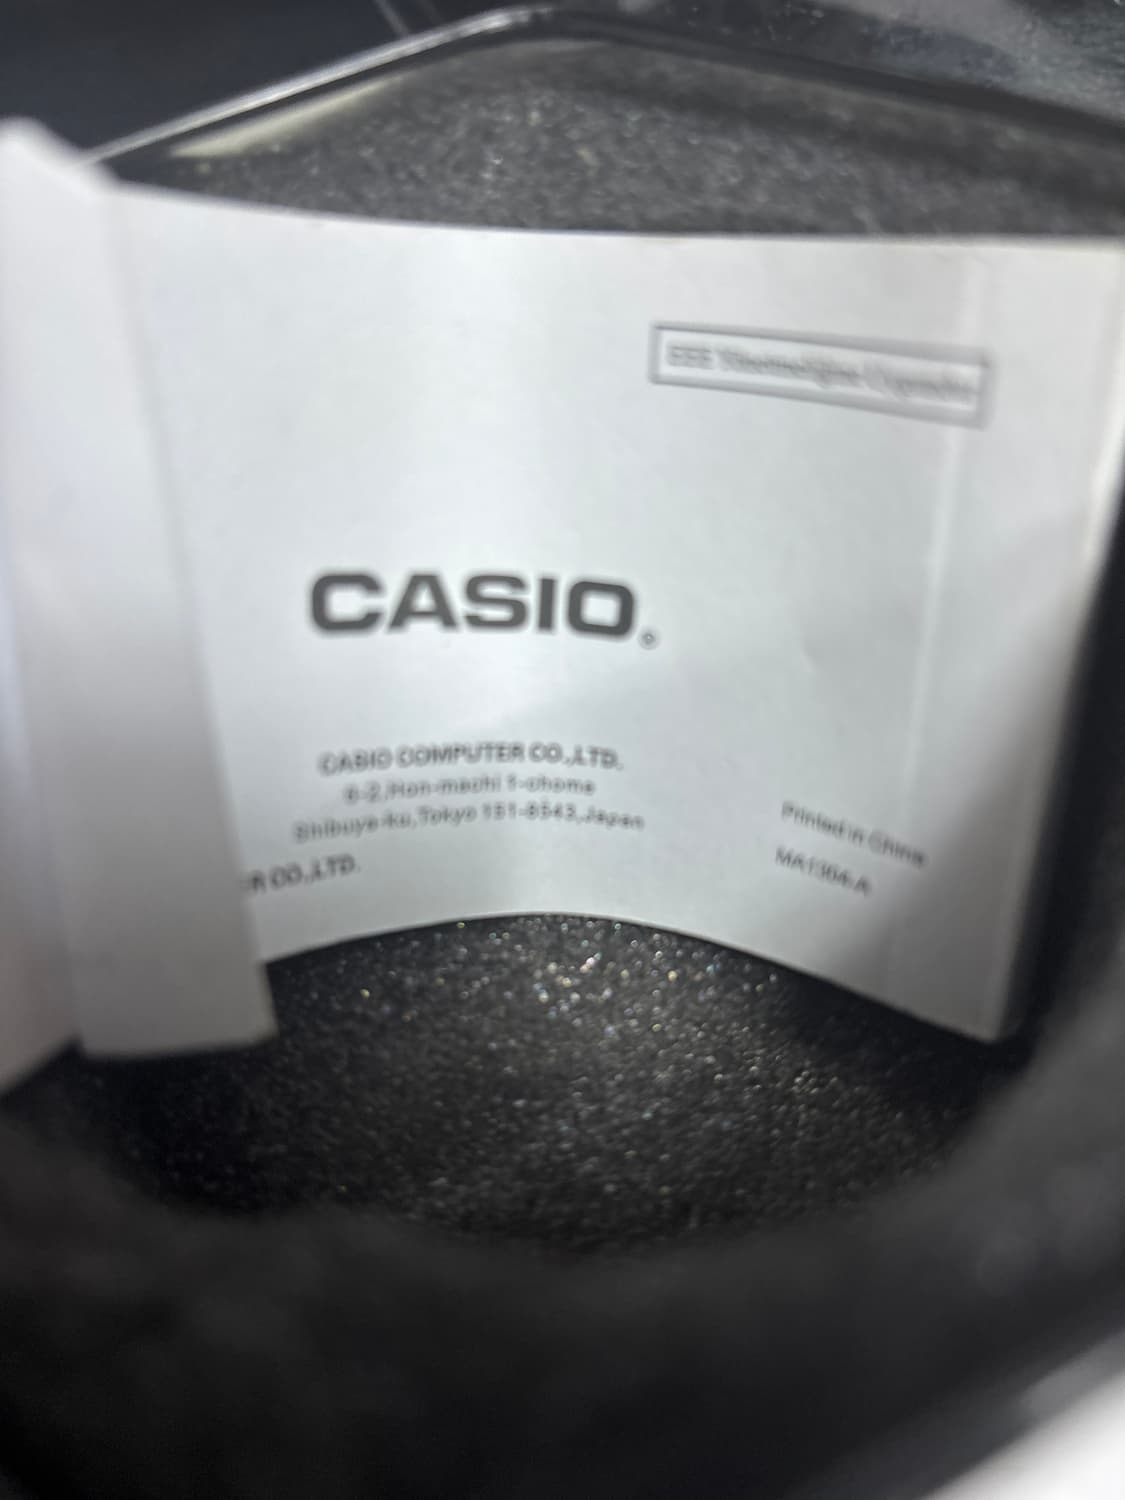 CASIO®
CASIO COMPUTER CO.,LTD.
6-2, Hon-machi 1-chome
Shibuya-ku, Tokyo 151-8543, Japan
R CO.,LTD.
Printed in China
MA1304-A